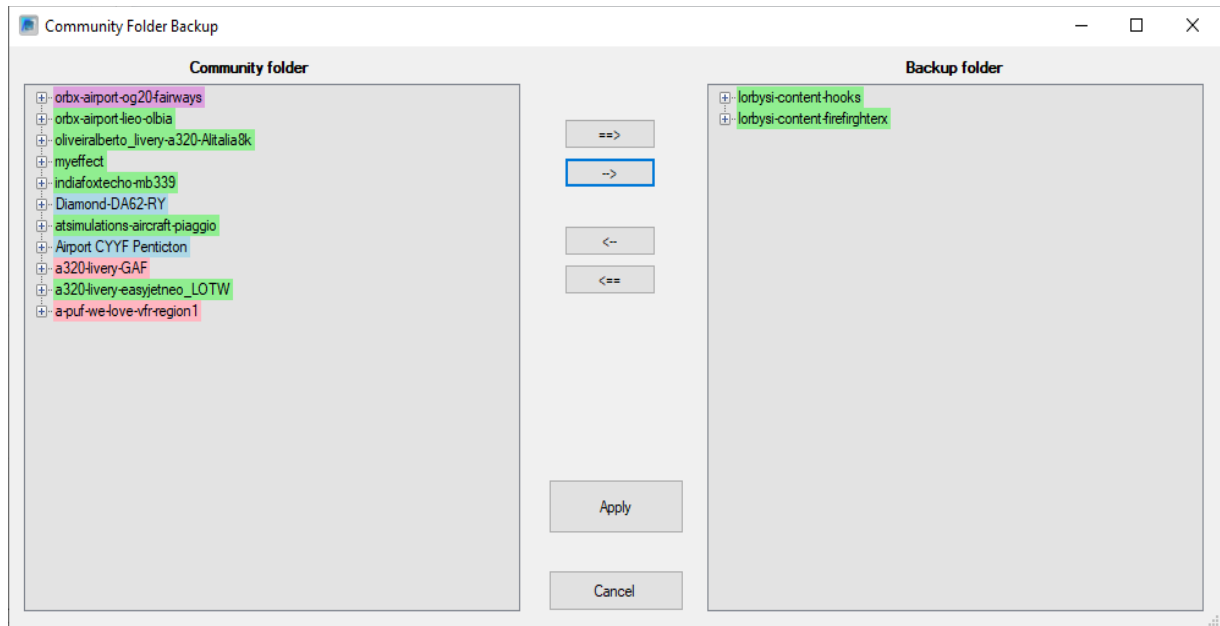 Community Folder Backup
Community folder
orbx-airport-og20-fairways
orbx-airport-lieo-olbia
oliveiralberto_livery-a320-Alitalia8k
myeffect
indiafoxtecho-mb339
Diamond-DA62-RY
atsimulations-aircraft-piaggio
Airport CYYF Penticton
a320-livery-GAF
a320-livery-easyjetneo_LOTW
a-puf-we-love-vfr-region1
==>
-->
<--
<==
Apply
Cancel
Backup folder
lorbysi-content-hooks
lorbysi-content-firefirghterx